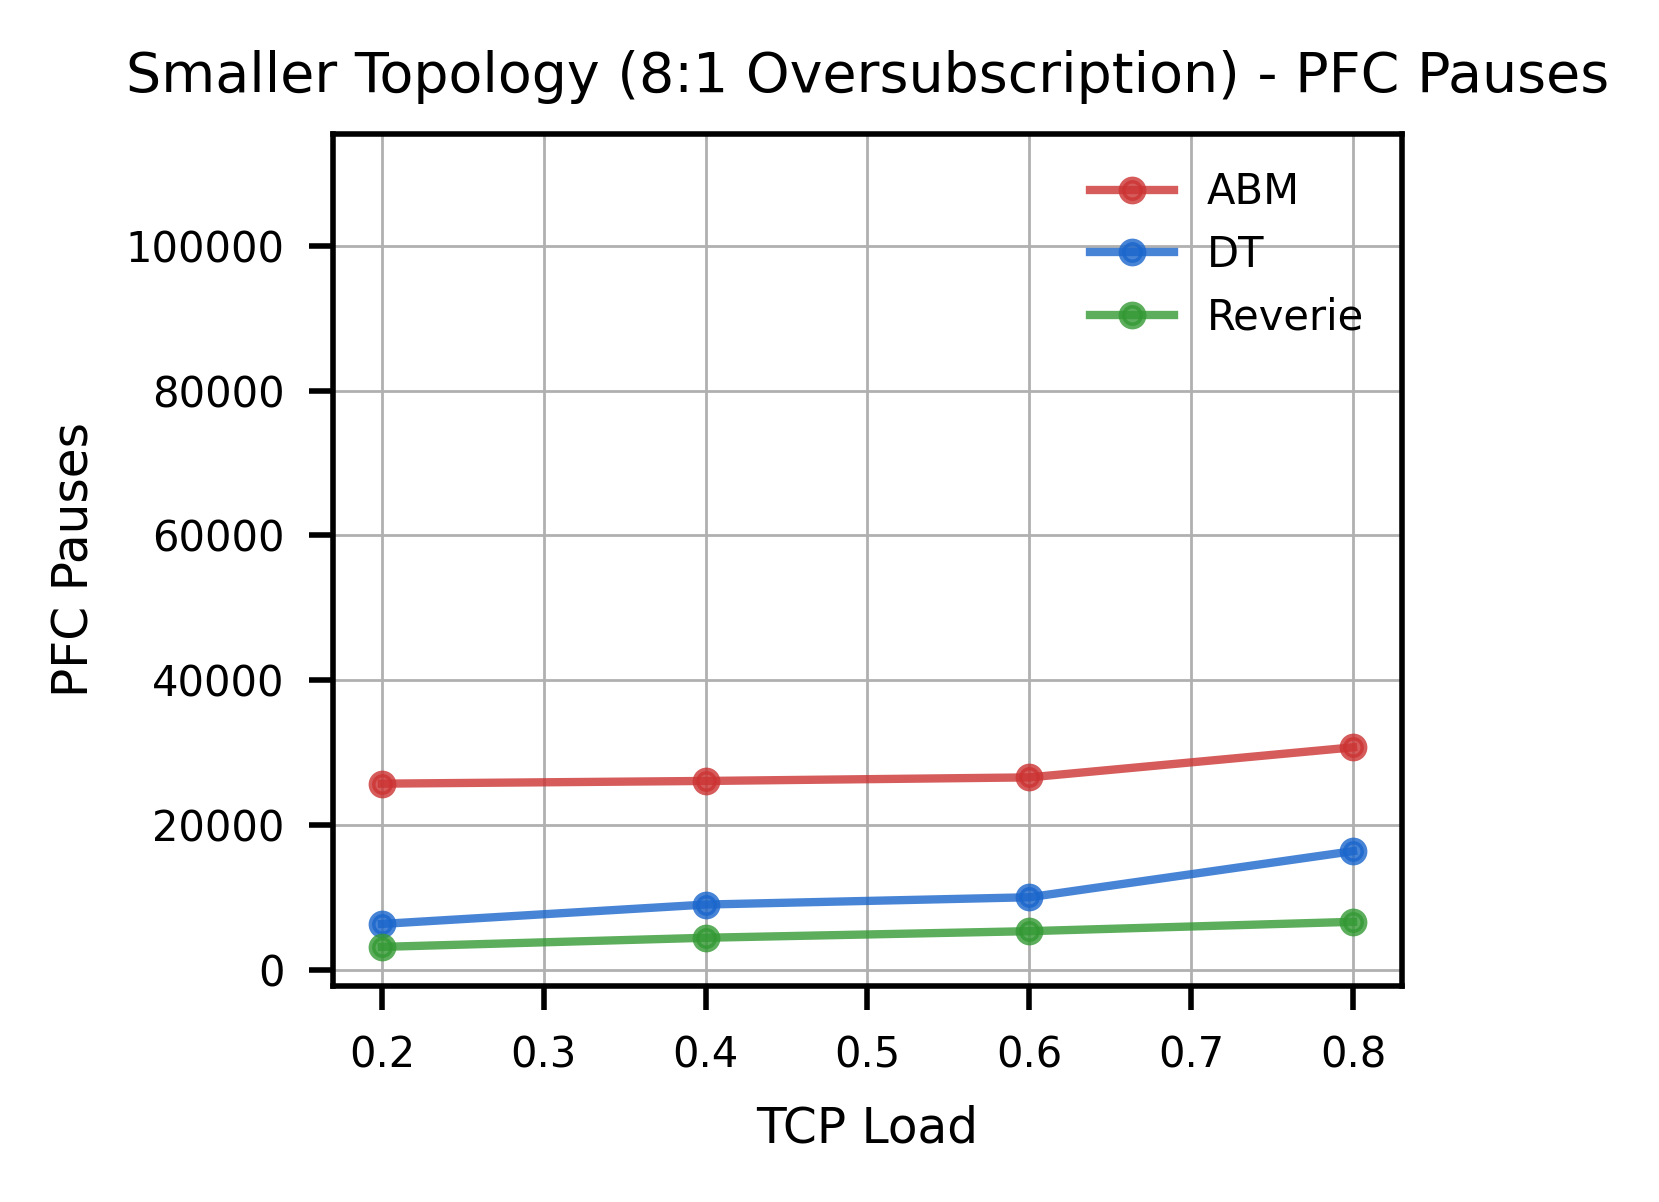 Smaller Topology (8:1 Oversubscription) - PFC Pauses
ABM
DT
Reverie
PFC Pauses
100000
80000
60000
40000
20000
0
0.2 0.3 0.4 0.5 0.6 0.7 0.8
TCP Load